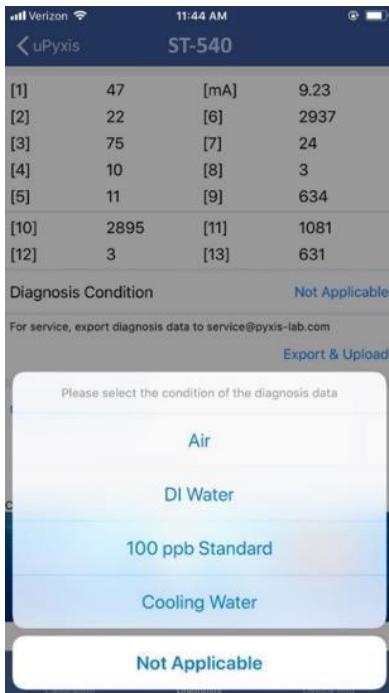 Verizon 11:44 AM
uPyxis ST-540
[1] 47 [mA] 9.23
[2] 22 [6] 2937
[3] 75 [7] 24
[4] 10 [8] 3
[5] 11 [9] 634
[10] 2895 [11] 1081
[12] 3 [13] 631
Diagnosis Condition Not Applicable
For service, export diagnosis data to service@pyxis-lab.com
Export & Upload
Please select the condition of the diagnosis data
Air
DI Water
100 ppb Standard
Cooling Water
Not Applicable